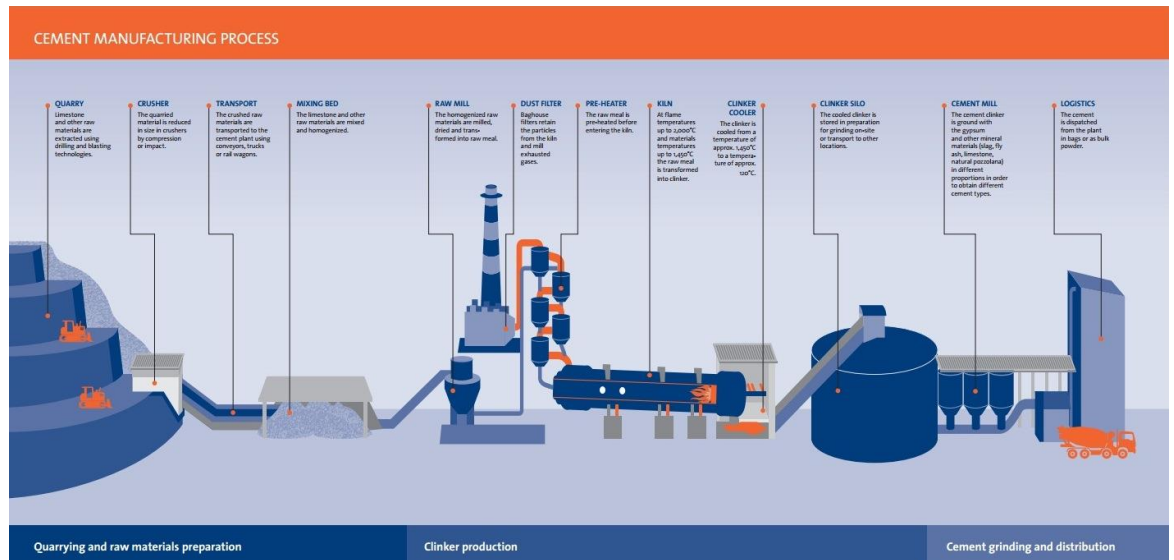 CEMENT MANUFACTURING PROCESS
QUARRY
Limestone
and other raw
materials are
extracted using
drilling and blasting
technologies.
CRUSHER
The quarried
material is reduced
in size in crushers
by compression
or impact.
TRANSPORT
The crushed raw
materials are
transported to the
cement plant using
conveyors, trucks
or rail wagons.
MIXING BED
The limestone and other
raw materials are mixed
and homogenized.
RAW MILL
The homogenized raw
materials are milled,
dried and trans-
formed into raw meal.
DUST FILTER
Baghouse
filters retain
the particles
from the kiln
and mill
exhausted
gases.
PRE-HEATER
The raw meal is
pre-heated before
entering the kiln.
KILN
At flame
temperatures
up to 2,000°C
and materials
temperatures
up to 1,450°C
the raw meal
is transformed
into clinker.
CLINKER
COOLER
The clinker is
cooled from a
temperature of
approx. 1,450°C
to a tempera-
ture of approx.
120°C.
CLINKER SILO
The cooled clinker is
stored in preparation
for grinding on-site
or transport to other
locations.
CEMENT MILL
The cement clinker
is ground with
the gypsum
and other mineral
materials (slag, fly
ash, limestone,
natural pozzolana)
in different
proportions in order
to obtain different
cement types.
LOGISTICS
The cement
is dispatched
from the plant
in bags or as bulk
powder.
Quarrying and raw materials preparation
Clinker production
Cement grinding and distribution